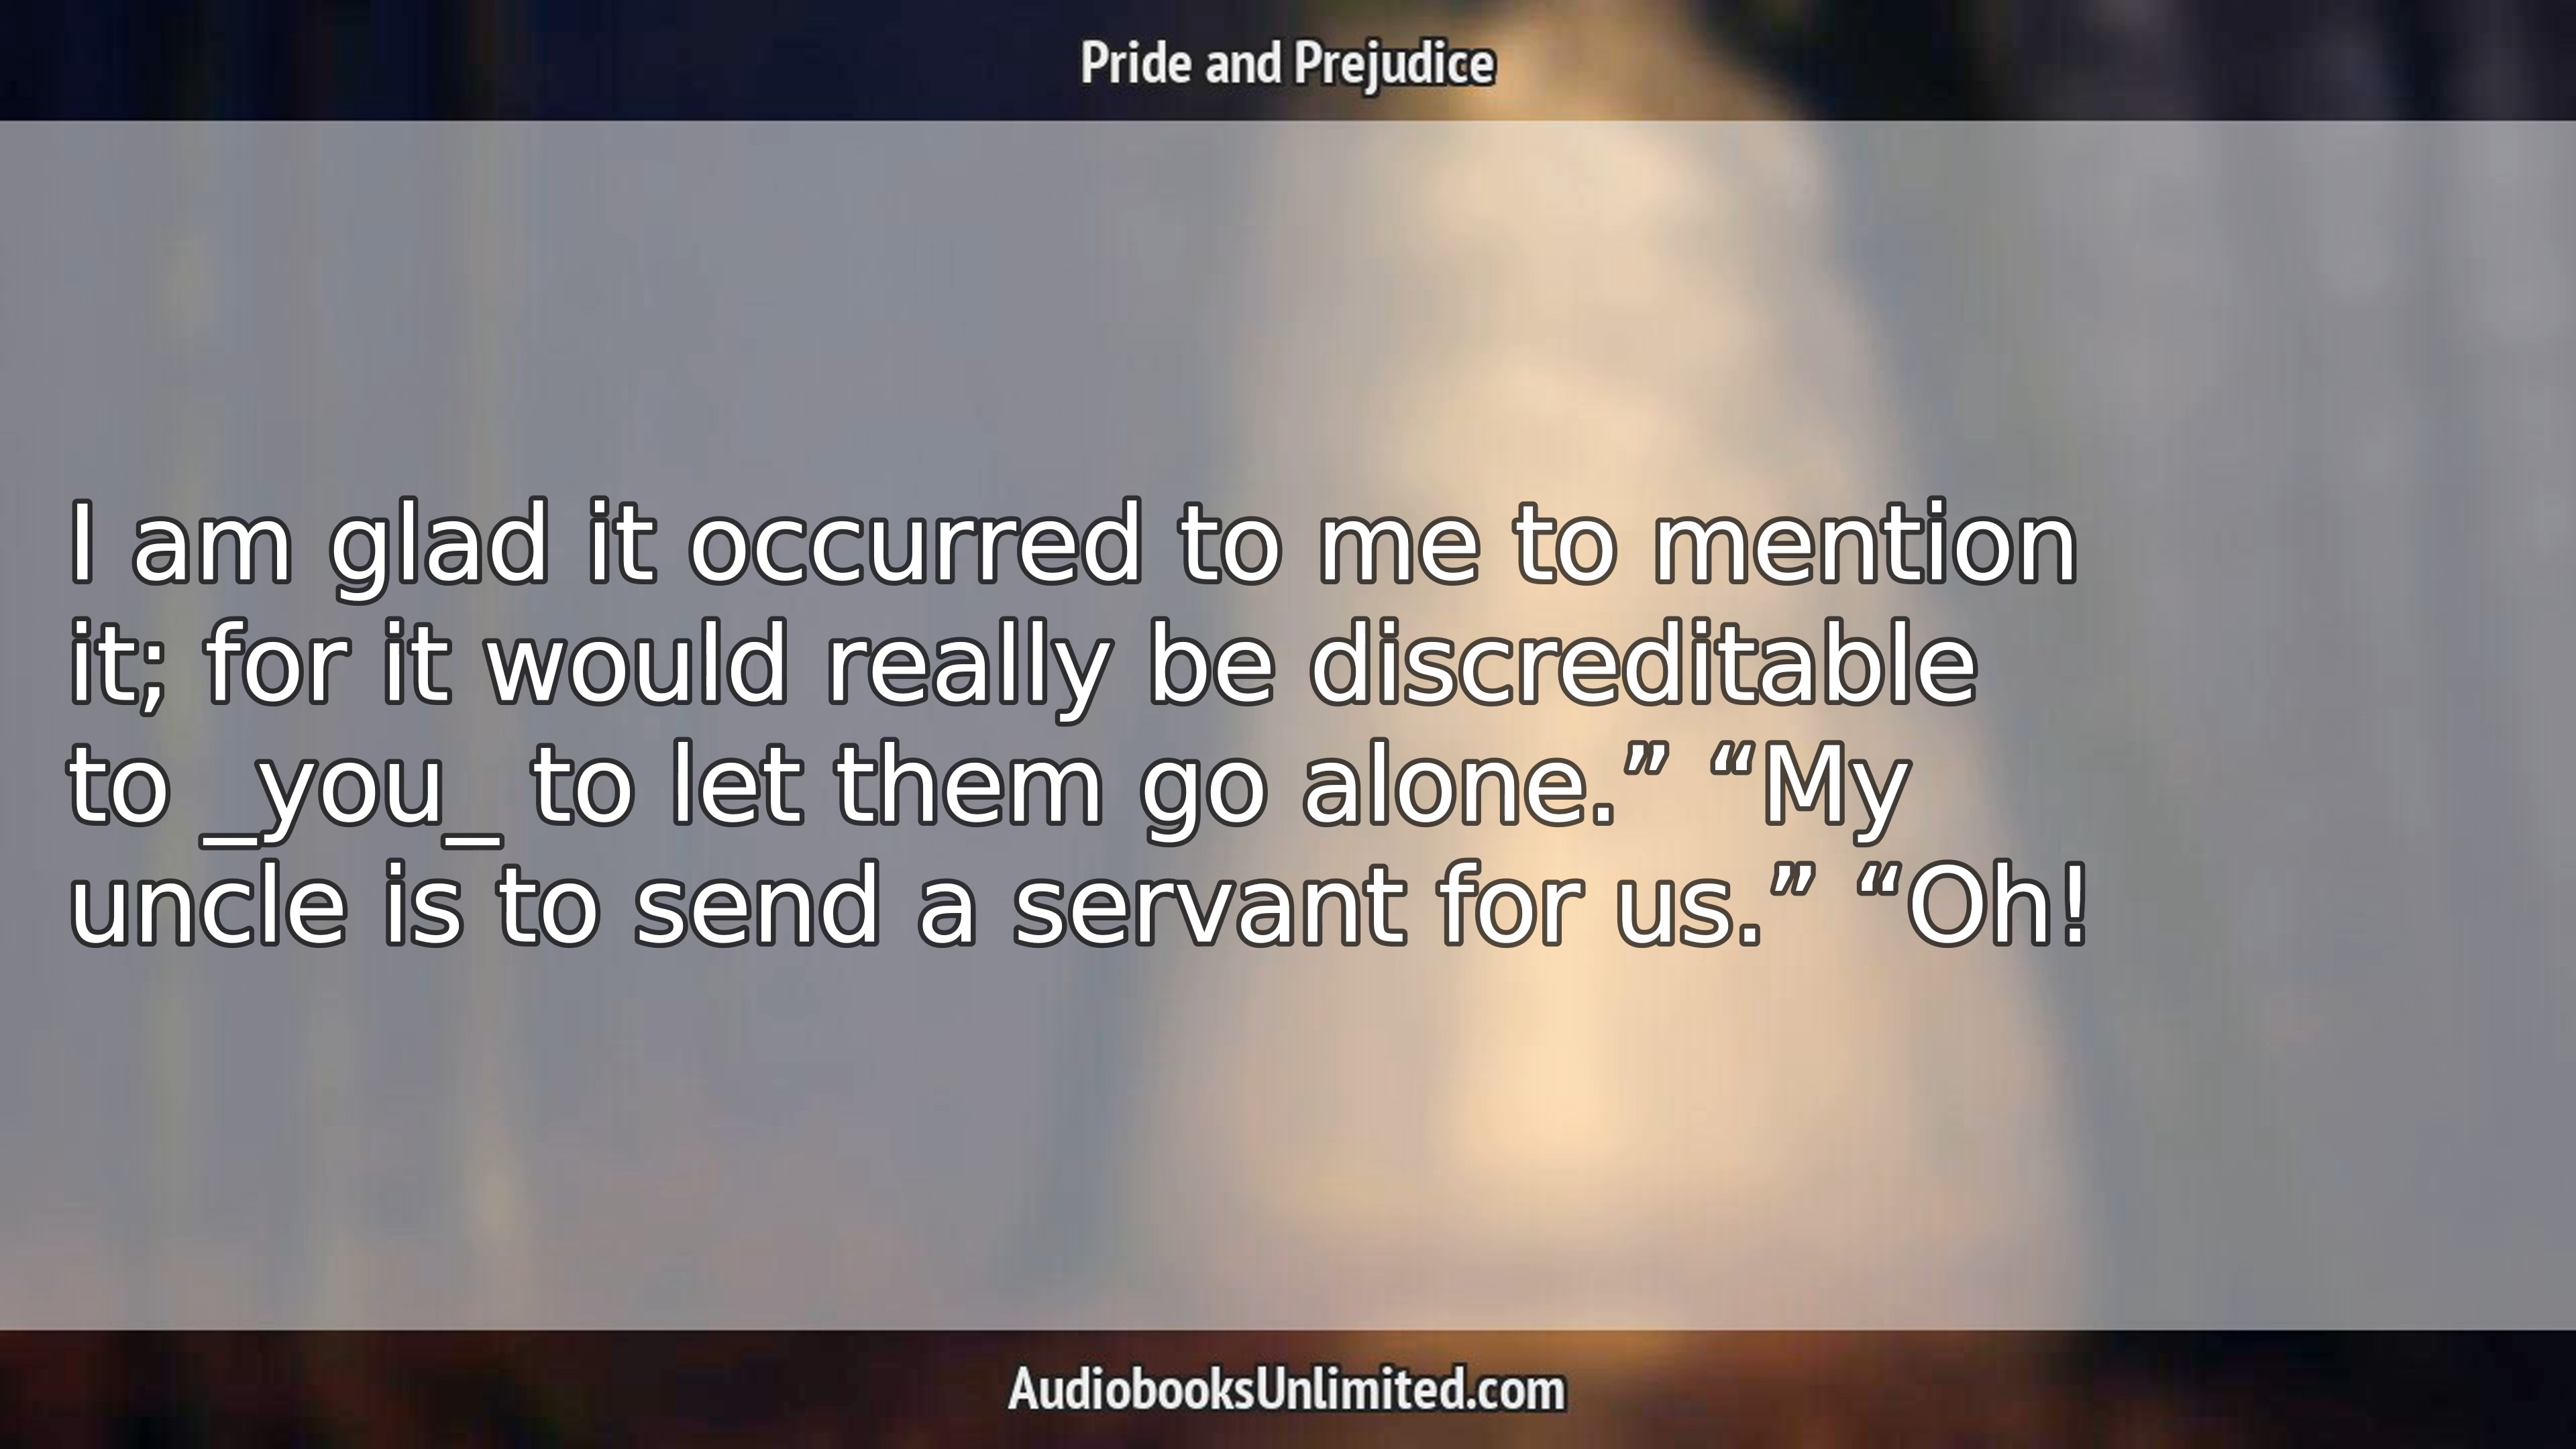 Pride and Prejudice
I am glad it occurred to me to mention
it; for it would really be discreditable
to _you_ to let them go alone.” “My
uncle is to send a servant for us.” “Oh!
AudiobooksUnlimited.com